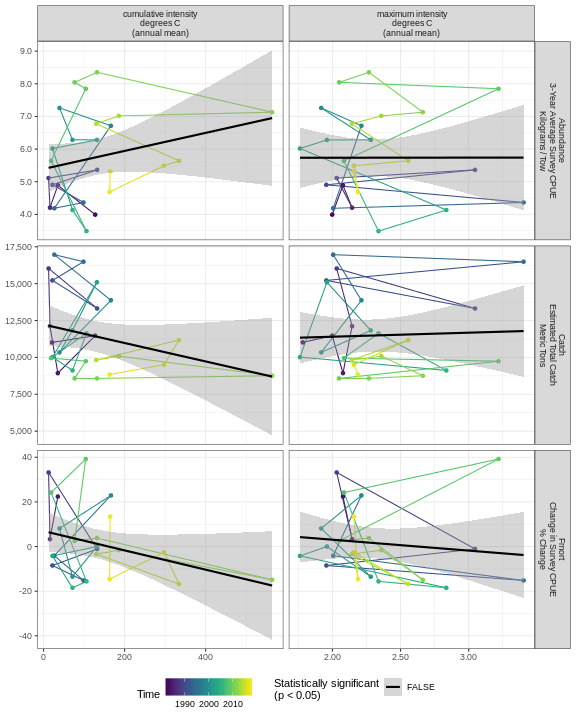 cumulative intensity
degrees C
(annual mean)
maximum intensity
degrees C
(annual mean)
9.0
8.0
7.0
6.0
5.0
4.0
Abundance
3-Year Average Survey CPUE
Kilograms / Tow
17,500
15,000
12,500
10,000
7,500
5,000
Catch
Estimated Total Catch
Metric Tons
40
20
0
-20
-40
Fmort
Change in Survey CPUE
% Change
0
200
400
2.00
2.50
3.00
Time
1990 2000 2010
Statistically significant
(p < 0.05)
FALSE